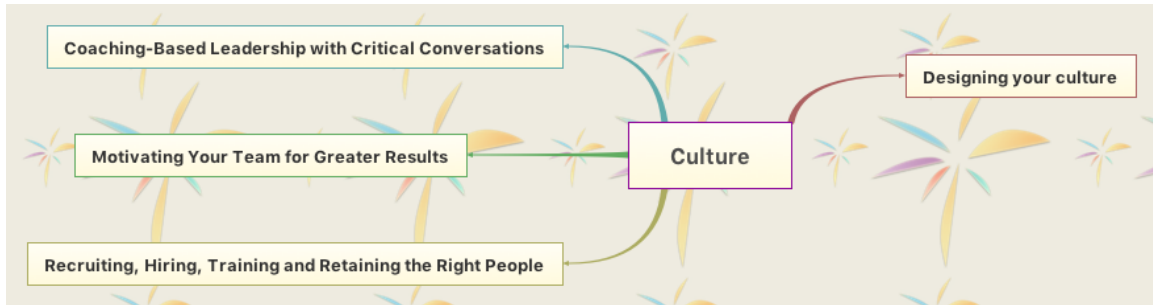 Coaching-Based Leadership with Critical Conversations
Designing your culture
Motivating Your Team for Greater Results
Culture
Recruiting, Hiring, Training and Retaining the Right People